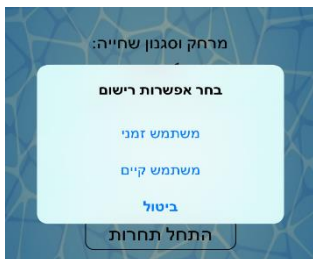 מרחק וסגנון שחייה:
בחר אפשרות רישום
משתמש זמני
משתמש קיים
ביטול
התחל תחרות